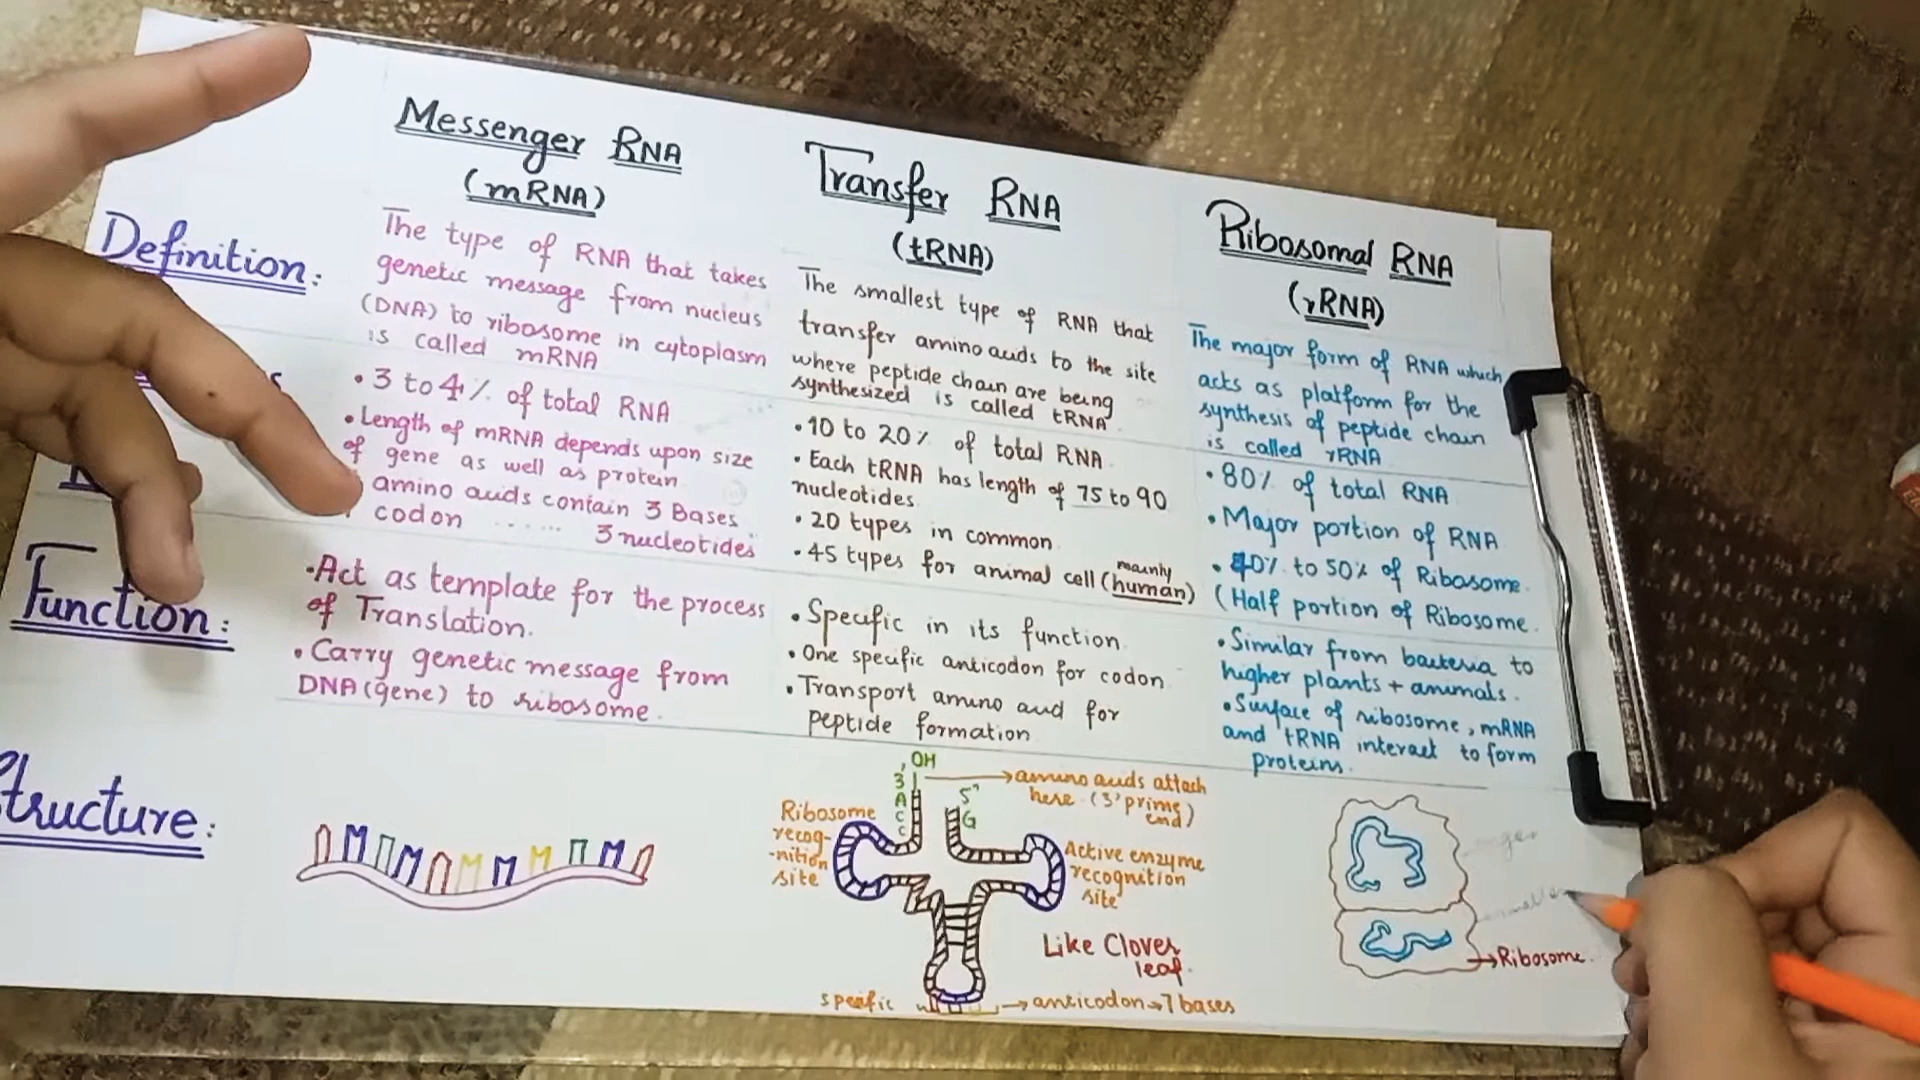 Messenger RNA
(mRNA)
Transfer RNA
(tRNA)
Ribosomal RNA
(rRNA)
Definition:
The type of RNA that takes
genetic message from nucleus
(DNA) to ribosome in cytoplasm
is called mRNA
The smallest type of RNA that
transfer amino acids to the site
where peptide chain are being
synthesized is called tRNA.
The major form of RNA which
acts as platform for the
synthesis of peptide chain
is called rRNA
• 3 to 4% of total RNA
• Length of mRNA depends upon size
of gene as well as protein
amino acids contain 3 Bases.
codon ...... 3 nucleotides
• 10 to 20% of total RNA
• Each tRNA has length of 75 to 90
nucleotides.
• 20 types in common
• 45 types for animal cell (mainly human)
• 80% of total RNA
• Major portion of RNA
• 40% to 50% of Ribosome.
(Half portion of Ribosome.
Function:
• Act as template for the process
of Translation.
• Carry genetic message from
DNA (gene) to ribosome.
• Specific in its function.
• One specific anticodon for codon
• Transport amino acid for
peptide formation
• Similar from bacteria to
higher plants + animals.
• Surface of ribosome, mRNA
and tRNA interact to form
proteins.
Structure:
OH
3'
A
C
C
5'
G
amino acids attach
here (3' prime
end)
Ribosome
recog-
-nition
site
Active enzyme
recognition
site
Like Clover
leaf.
specific
anticodon → 7 bases
Ribosome.